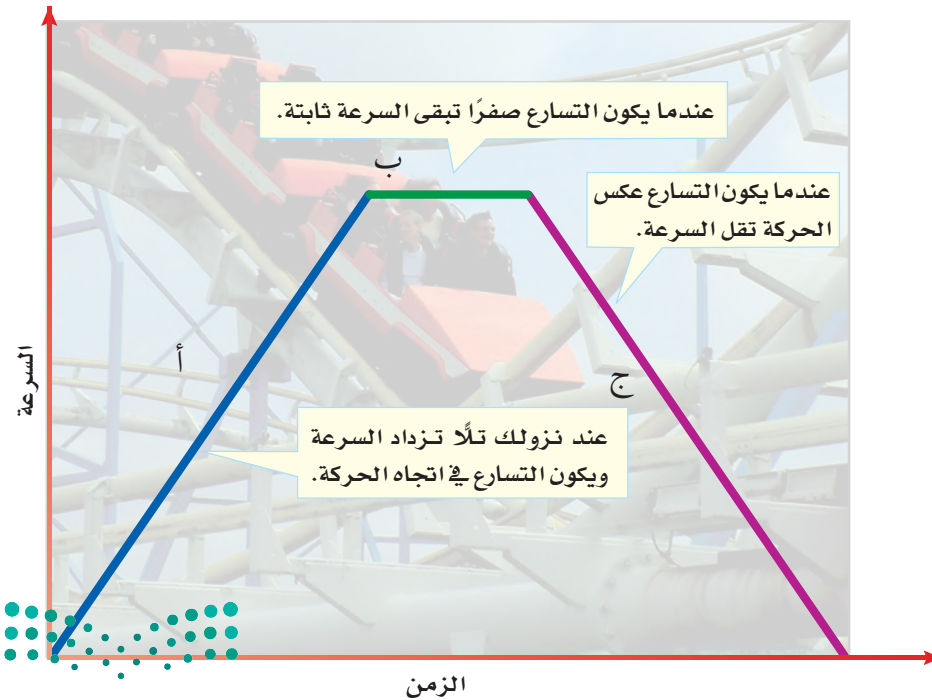 عندما يكون التسارع صفرًا تبقى السرعة ثابتة.
ب
عندما يكون التسارع عكس
الحركة تقل السرعة.
أ
ج
السرعة
عند نزولك تلًّا تزداد السرعة
ويكون التسارع في اتجاه الحركة.
الزمن